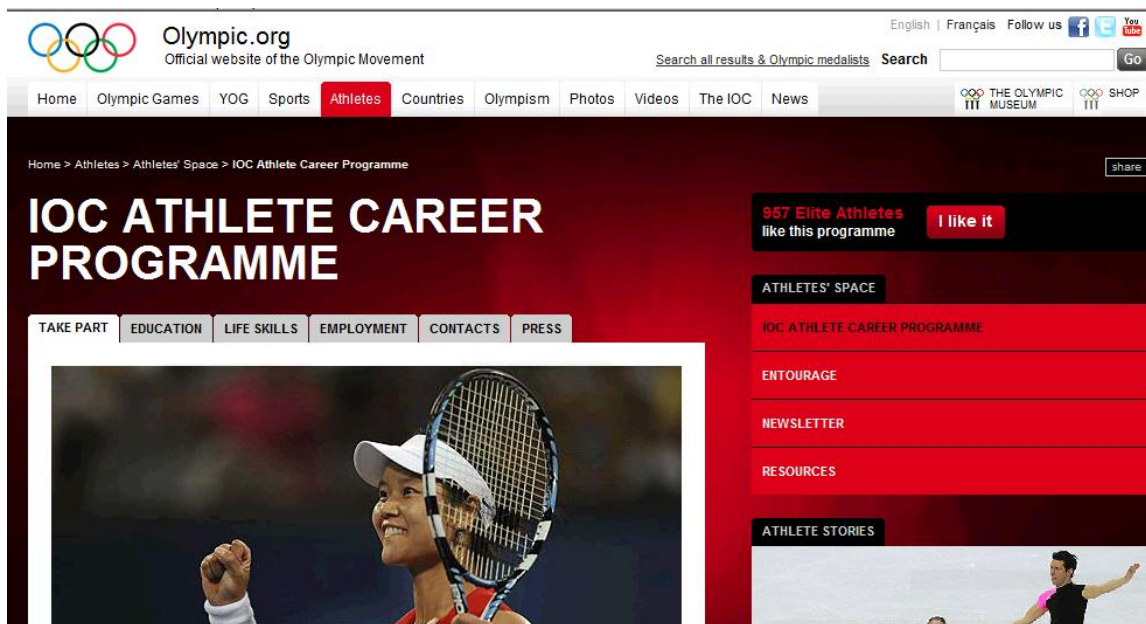 English | Français Follow us
You
Tube
Olympic.org
Official website of the Olympic Movement
Search all results & Olympic medalists Search Go
Home Olympic Games YOG Sports Athletes Countries Olympism Photos Videos The IOC News THE OLYMPIC MUSEUM SHOP
Home > Athletes > Athletes' Space > IOC Athlete Career Programme
share
IOC ATHLETE CAREER
PROGRAMME
957 Elite Athletes
like this programme
I like it
TAKE PART EDUCATION LIFE SKILLS EMPLOYMENT CONTACTS PRESS
ATHLETES' SPACE
IOC ATHLETE CAREER PROGRAMME
ENTOURAGE
NEWSLETTER
RESOURCES
ATHLETE STORIES